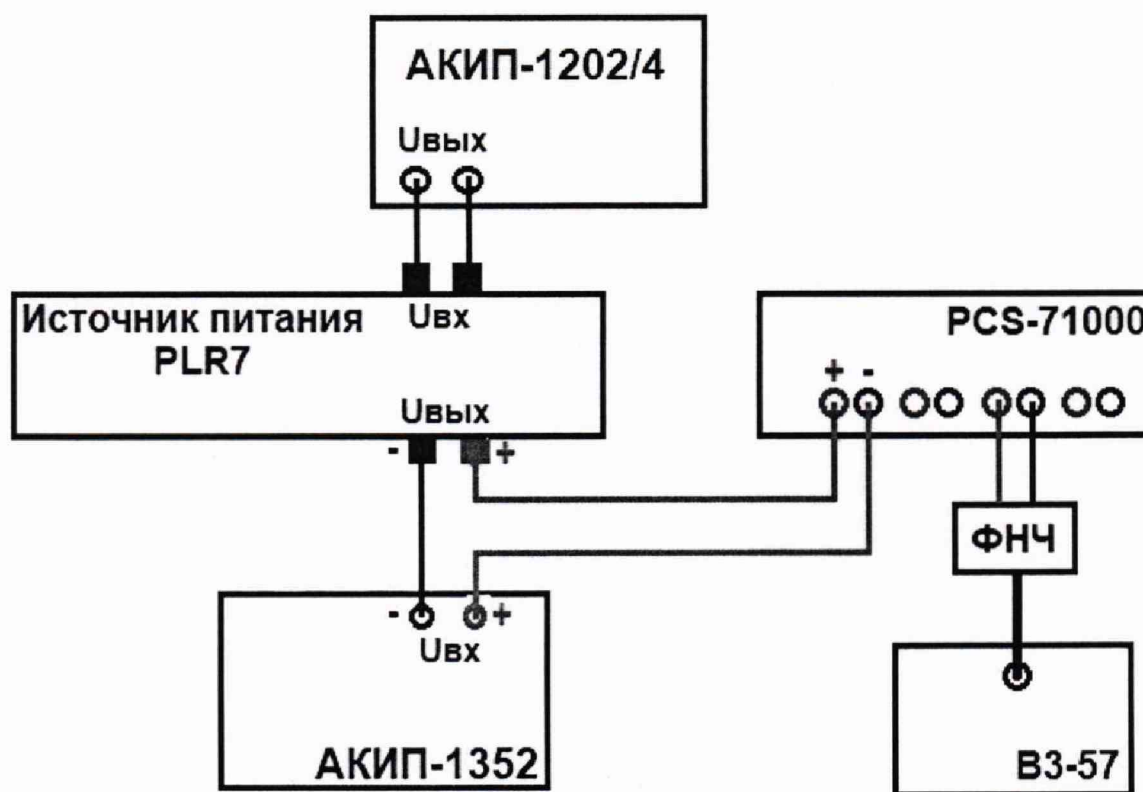 АКИП-1202/4
Uвых
Источник питания
PLR7
Uвх
Uвых
- +
PCS-71000
+ -
ФНЧ
- +
Uвх
АКИП-1352
В3-57